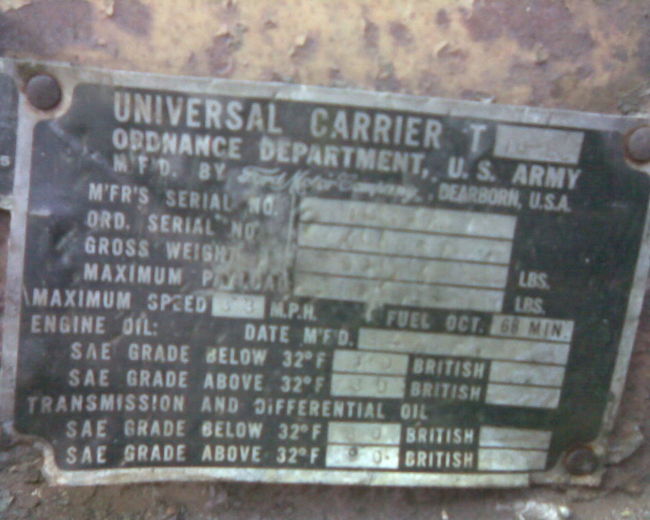 UNIVERSAL CARRIER T
ORDNANCE DEPARTMENT, U. S. ARMY
M'F'D. BY Ford Motor Company, DEARBORN, U.S.A.
M'FR'S SERIAL NO.
ORD. SERIAL NO.
GROSS WEIGHT LBS.
MAXIMUM PAYLOAD LBS.
MAXIMUM SPEED 33 M.P.H. FUEL OCT. 68 MIN.
ENGINE OIL: DATE M'F'D.
SAE GRADE BELOW 32°F BRITISH
SAE GRADE ABOVE 32°F 30 BRITISH
TRANSMISSION AND DIFFERENTIAL OIL
SAE GRADE BELOW 32°F BRITISH
SAE GRADE ABOVE 32°F 90 BRITISH